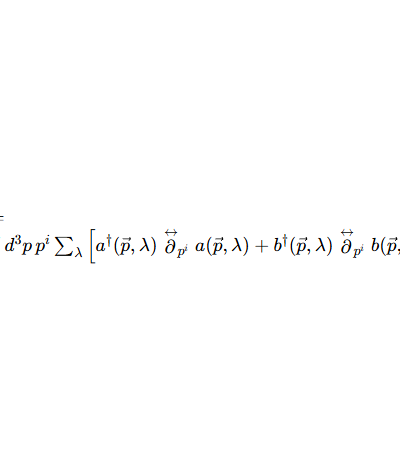 d³p pⁱ ∑_λ [a†(p⃗, λ) ∂↔_{pⁱ} a(p⃗, λ) + b†(p⃗, λ) ∂↔_{pⁱ} b(p⃗,